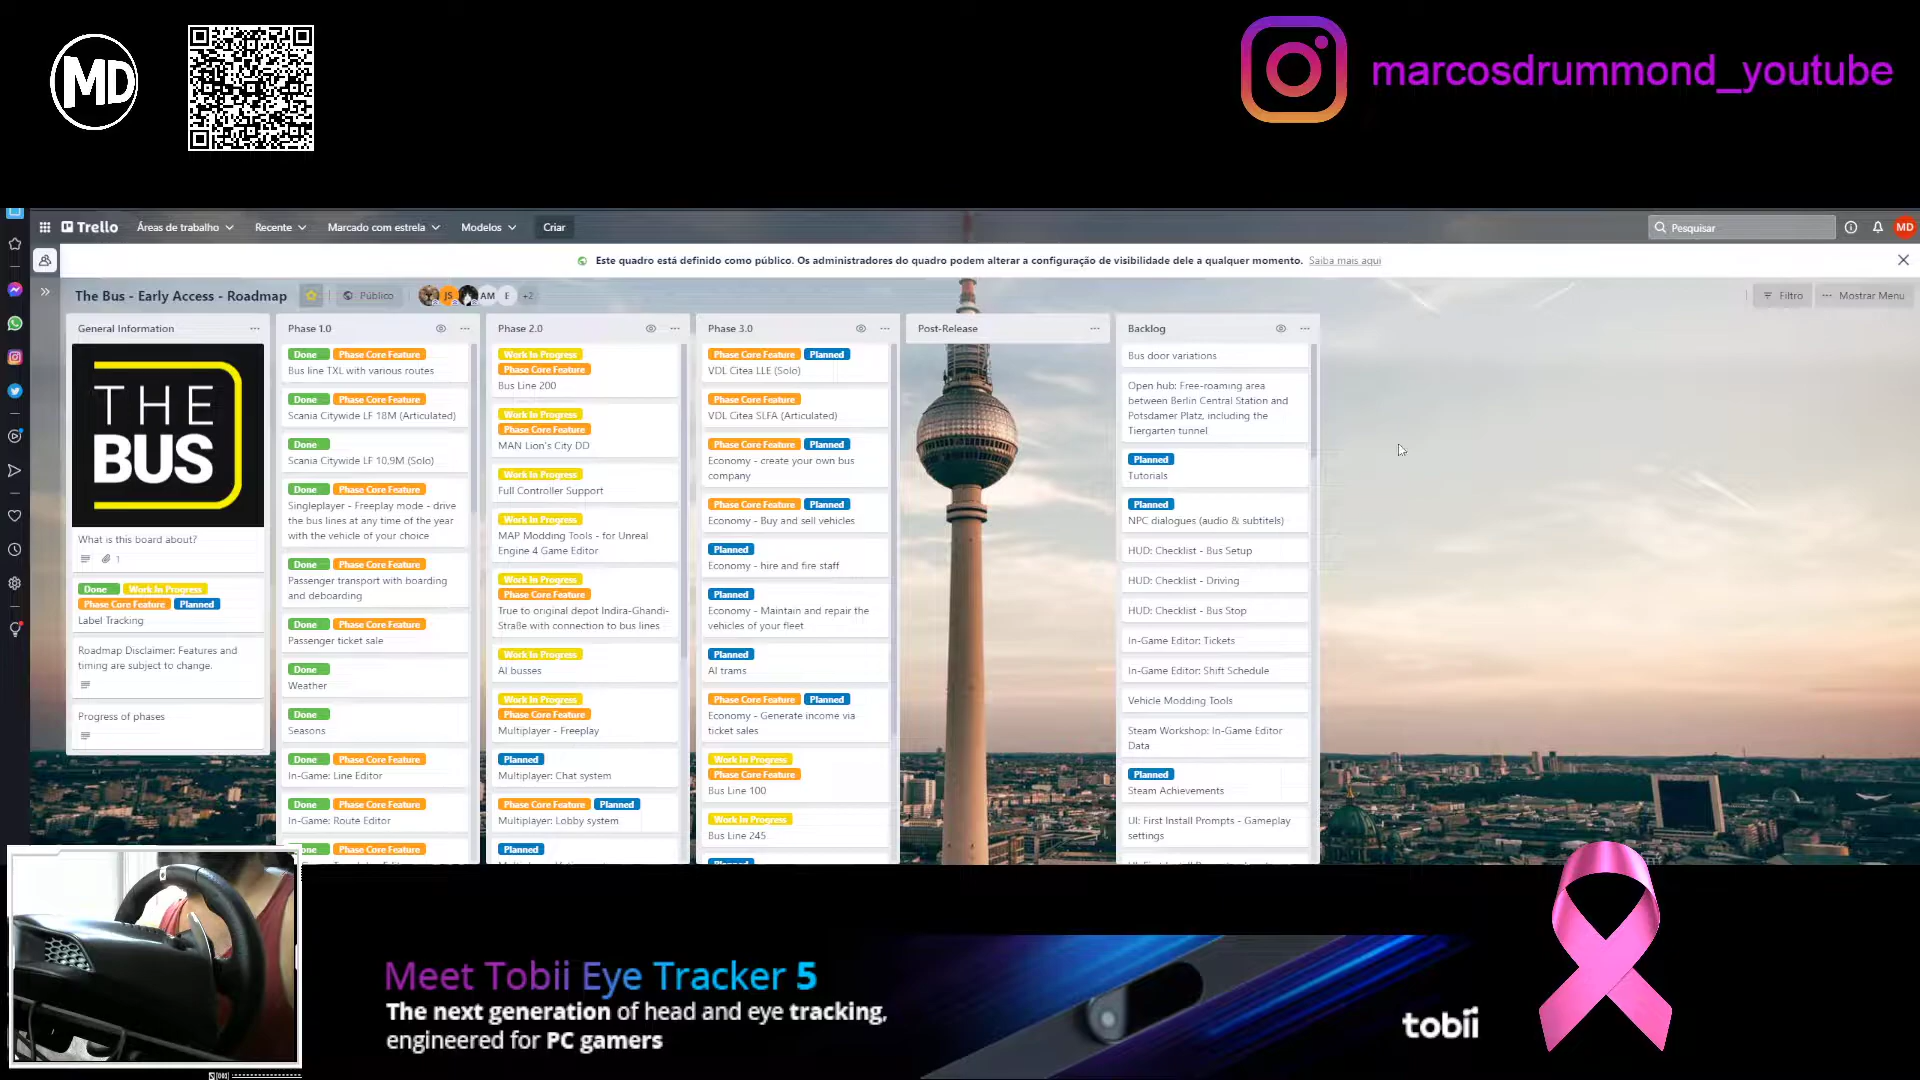 MD
marcosdrummond_youtube
Trello
Áreas de trabalho
Recente
Marcado com estrela
Modelos
Criar
Pesquisar
MD
Este quadro está definido como público. Os administradores do quadro podem alterar a configuração de visibilidade dele a qualquer momento. Saiba mais aqui
The Bus - Early Access - Roadmap
Público
JS
AM
E
+2
Filtro
Mostrar Menu
General Information
THE
BUS
What is this board about?
1
Done Work In Progress
Phase Core Feature Planned
Label Tracking
Roadmap Disclaimer: Features and
timing are subject to change.
Progress of phases
Phase 1.0
Done Phase Core Feature
Bus line TXL with various routes
Done Phase Core Feature
Scania Citywide LF 18M (Articulated)
Done
Scania Citywide LF 10,9M (Solo)
Done Phase Core Feature
Singleplayer - Freeplay mode - drive
the bus lines at any time of the year
with the vehicle of your choice
Done Phase Core Feature
Passenger transport with boarding
and deboarding
Done Phase Core Feature
Passenger ticket sale
Done
Weather
Done
Seasons
Done Phase Core Feature
In-Game: Line Editor
Done Phase Core Feature
In-Game: Route Editor
Phase Core Feature
Phase 2.0
Work In Progress
Phase Core Feature
Bus Line 200
Work In Progress
Phase Core Feature
MAN Lion's City DD
Work In Progress
Full Controller Support
Work In Progress
MAP Modding Tools - for Unreal
Engine 4 Game Editor
Work In Progress
Phase Core Feature
True to original depot Indira-Ghandi-
Straße with connection to bus lines
Work In Progress
AI busses
Work In Progress
Phase Core Feature
Multiplayer - Freeplay
Planned
Multiplayer: Chat system
Phase Core Feature Planned
Multiplayer: Lobby system
Planned
Phase 3.0
Phase Core Feature Planned
VDL Citea LLE (Solo)
Phase Core Feature
VDL Citea SLFA (Articulated)
Phase Core Feature Planned
Economy - create your own bus
company
Phase Core Feature Planned
Economy - Buy and sell vehicles
Planned
Economy - hire and fire staff
Planned
Economy - Maintain and repair the
vehicles of your fleet
Planned
AI trams
Phase Core Feature Planned
Economy - Generate income via
ticket sales
Work In Progress
Phase Core Feature
Bus Line 100
Work In Progress
Bus Line 245
Post-Release
Backlog
Bus door variations
Open hub: Free-roaming area
between Berlin Central Station and
Potsdamer Platz, including the
Tiergarten tunnel
Planned
Tutorials
Planned
NPC dialogues (audio & subtitels)
HUD: Checklist - Bus Setup
HUD: Checklist - Driving
HUD: Checklist - Bus Stop
In-Game Editor: Tickets
In-Game Editor: Shift Schedule
Vehicle Modding Tools
Steam Workshop: In-Game Editor
Data
Planned
Steam Achievements
UI: First Install Prompts - Gameplay
settings
Meet Tobii Eye Tracker 5
The next generation of head and eye tracking,
engineered for PC gamers
tobii